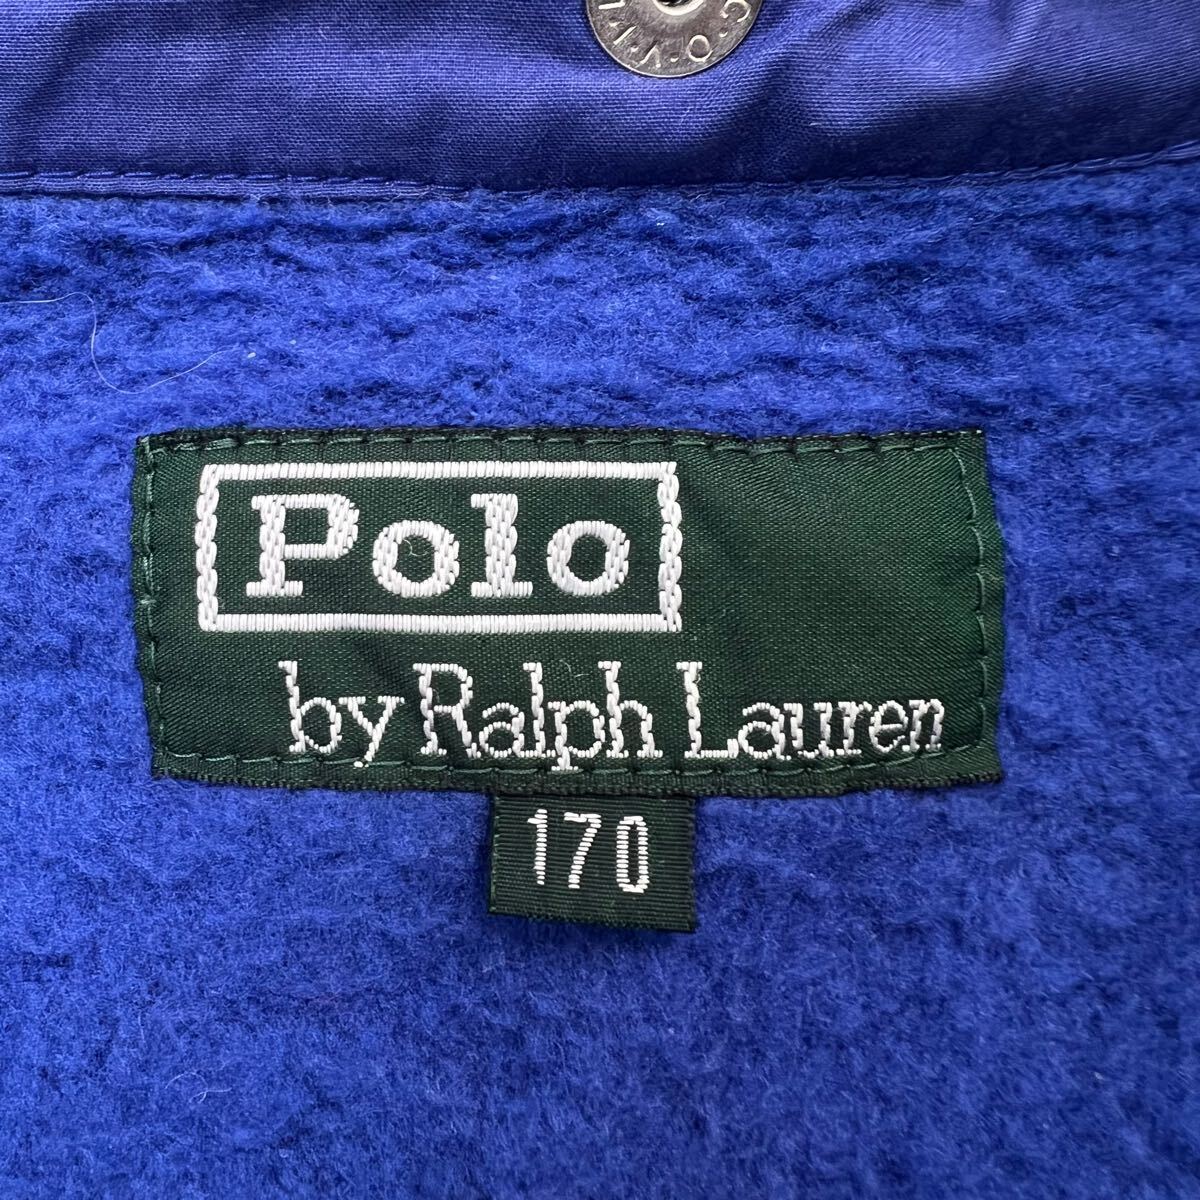 C·O·V·I·L
Polo
by Ralph Lauren
170